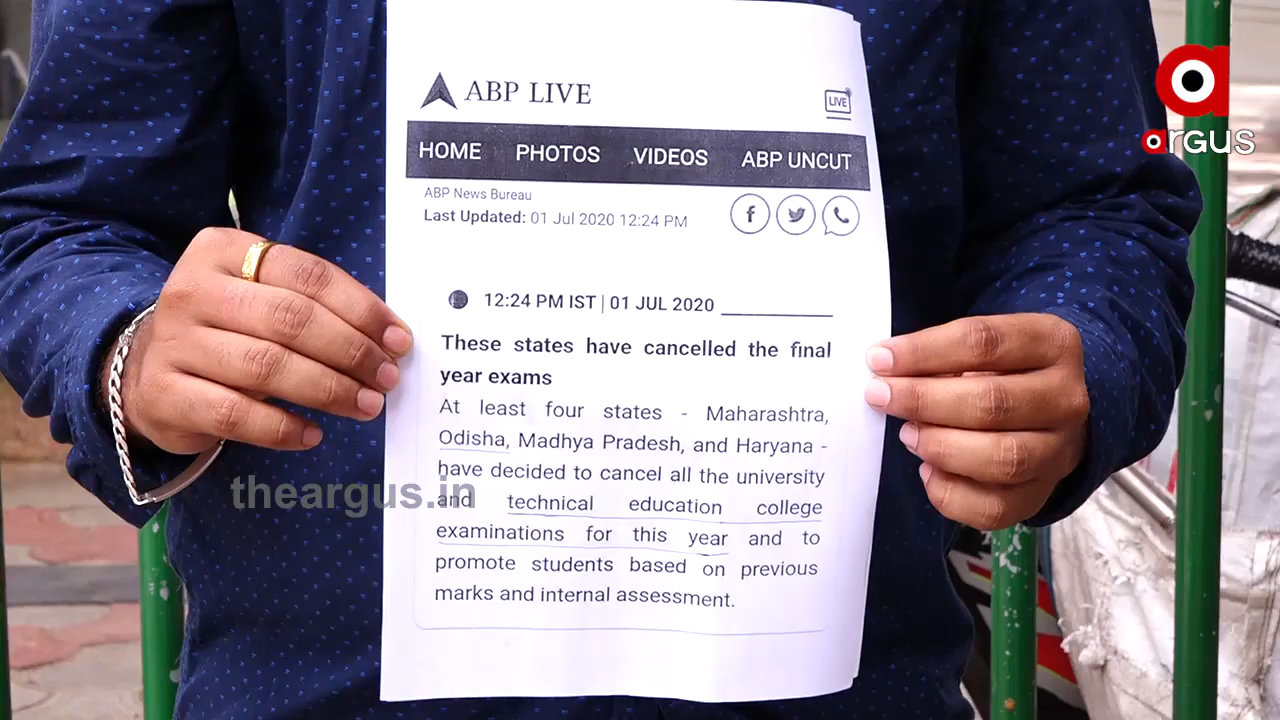 ABP LIVE
LIVE
argus
HOME PHOTOS VIDEOS ABP UNCUT
ABP News Bureau
Last Updated: 01 Jul 2020 12:24 PM
12:24 PM IST | 01 JUL 2020
These states have cancelled the final
year exams
At least four states - Maharashtra,
Odisha, Madhya Pradesh, and Haryana -
have decided to cancel all the university
and technical education college
examinations for this year and to
promote students based on previous
marks and internal assessment.
theargus.in